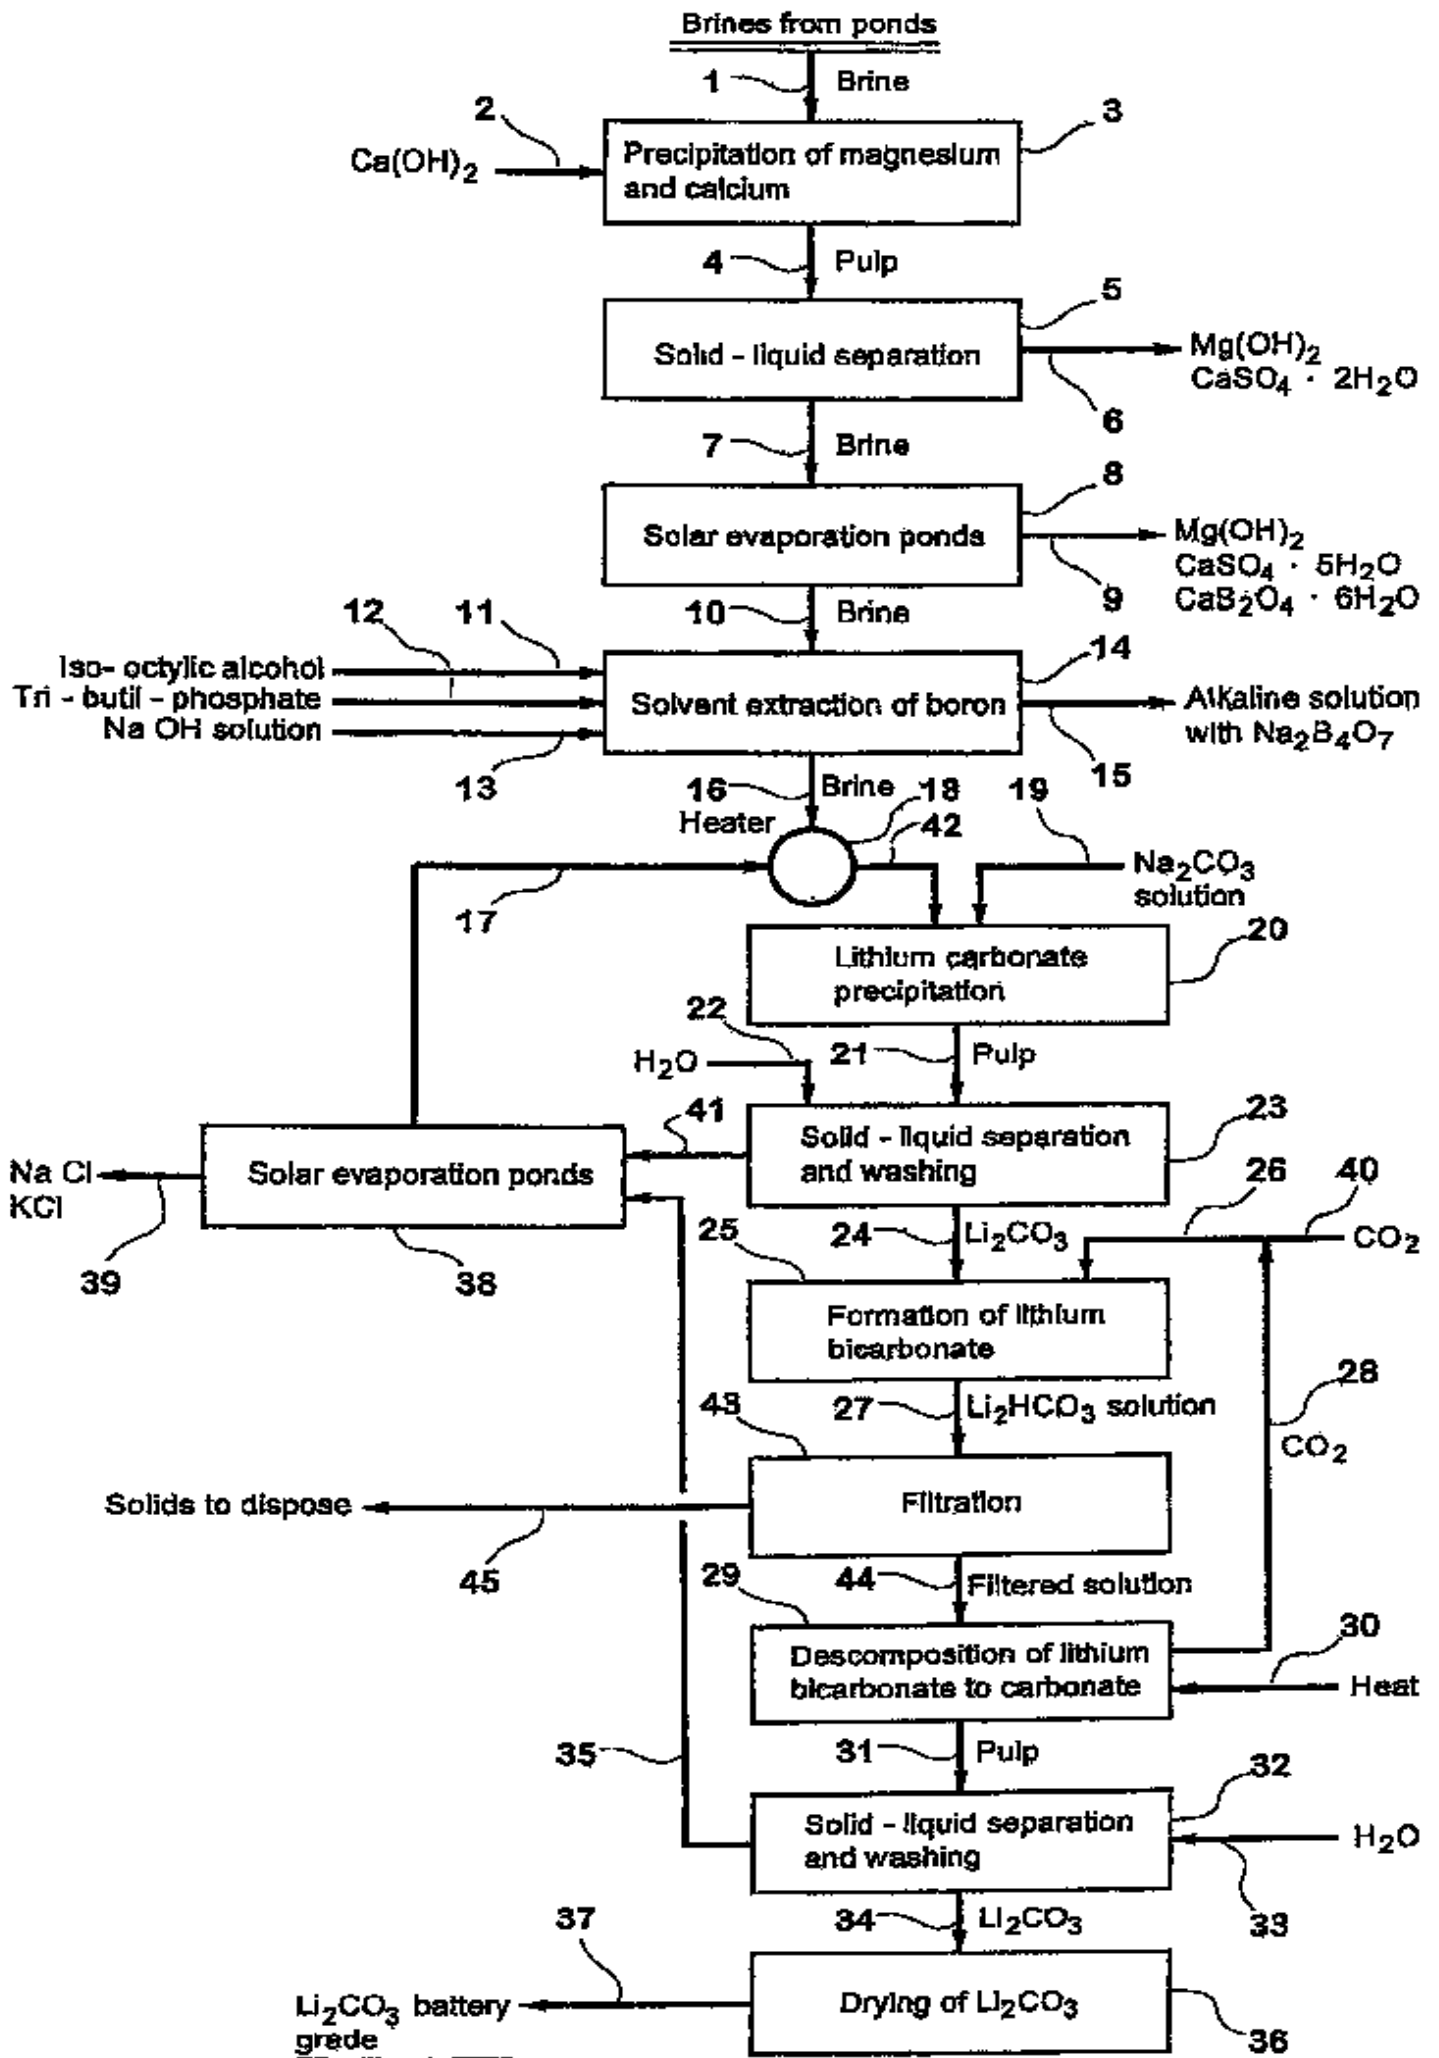 Brines from ponds
1 Brine
2 3
Ca(OH)2 Precipitation of magnesium
and calcium
4 Pulp
5
Solid - liquid separation Mg(OH)2
CaSO4 · 2H2O
6
7 Brine
8
Solar evaporation ponds Mg(OH)2
CaSO4 · 5H2O
CaB2O4 · 6H2O
9
10 Brine
12 11
14
Iso- octylic alcohol
Tri - butil - phosphate
Na OH solution
Solvent extraction of boron
Alkaline solution
with Na2B4O7
13 15
16 Brine 18 19
Heater 42
Na2CO3
solution
17
20
Lithium carbonate
precipitation
22
H2O 21 Pulp
41 23
Solid - liquid separation
and washing
Na Cl
KCl
Solar evaporation ponds
26 40
25 24 Li2CO3 CO2
39 38
Formation of lithium
bicarbonate
28
43 27 Li2HCO3 solution
CO2
Solids to dispose Filtration
45
29 44 Filtered solution
30
Descomposition of lithium
bicarbonate to carbonate
Heat
35 31 Pulp
32
Solid - liquid separation
and washing
H2O
37 34 Li2CO3 33
Li2CO3 battery
grade
Drying of Li2CO3
36